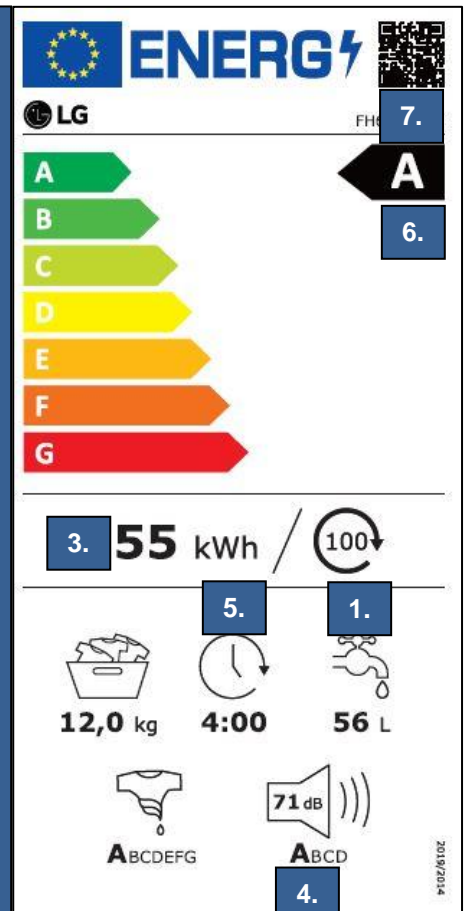 ENERG
LG
FH6
7.
A
A
B
6.
C
D
E
F
G
3.
55 kWh / 100
5.
1.
12,0 kg
4:00
56 L
71 dB
ABCDEFG
ABCD
2019/2014
4.